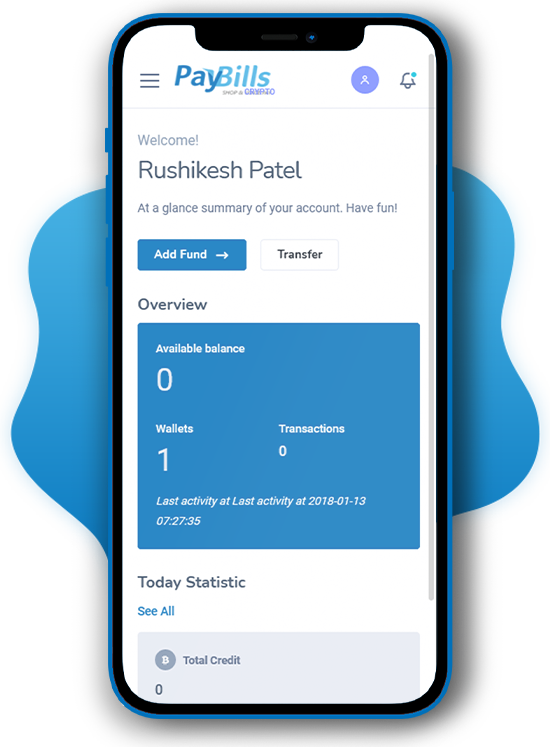 PayBills
SHOP &
CRYPTO
Welcome!
Rushikesh Patel
At a glance summary of your account. Have fun!
Add Fund → Transfer
Overview
Available balance
0
Wallets Transactions
1 0
Last activity at Last activity at 2018-01-13
07:27:35
Today Statistic
See All
Total Credit
0